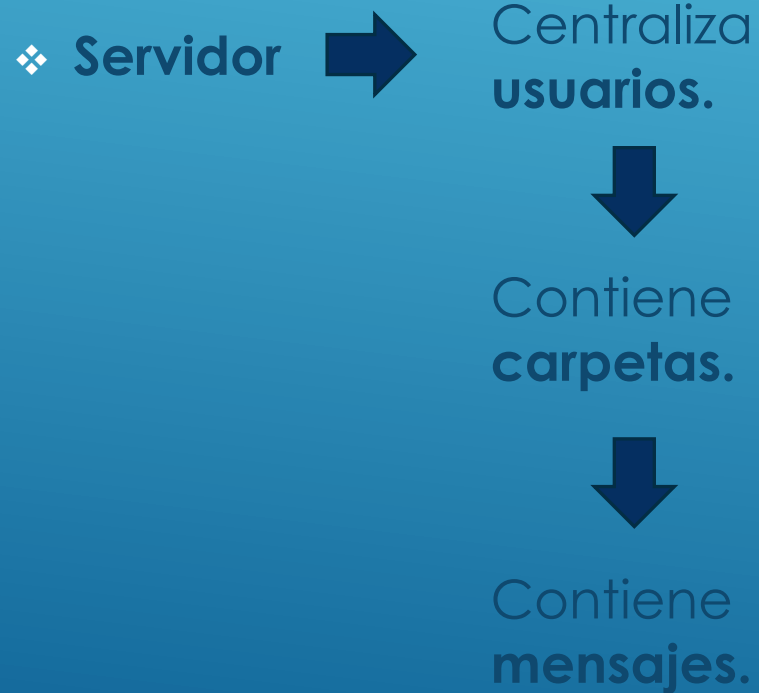 ❖ Servidor
Centraliza
usuarios.
Contiene
carpetas.
Contiene
mensajes.